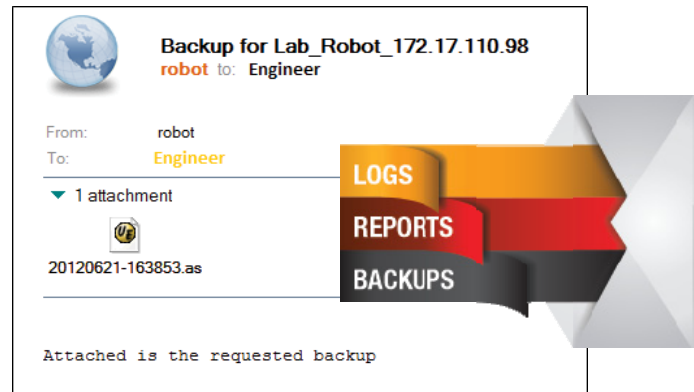 Backup for Lab_Robot_172.17.110.98
robot to: Engineer
From: robot
To: Engineer
1 attachment
UE
20120621-163853.as
LOGS
REPORTS
BACKUPS
Attached is the requested backup